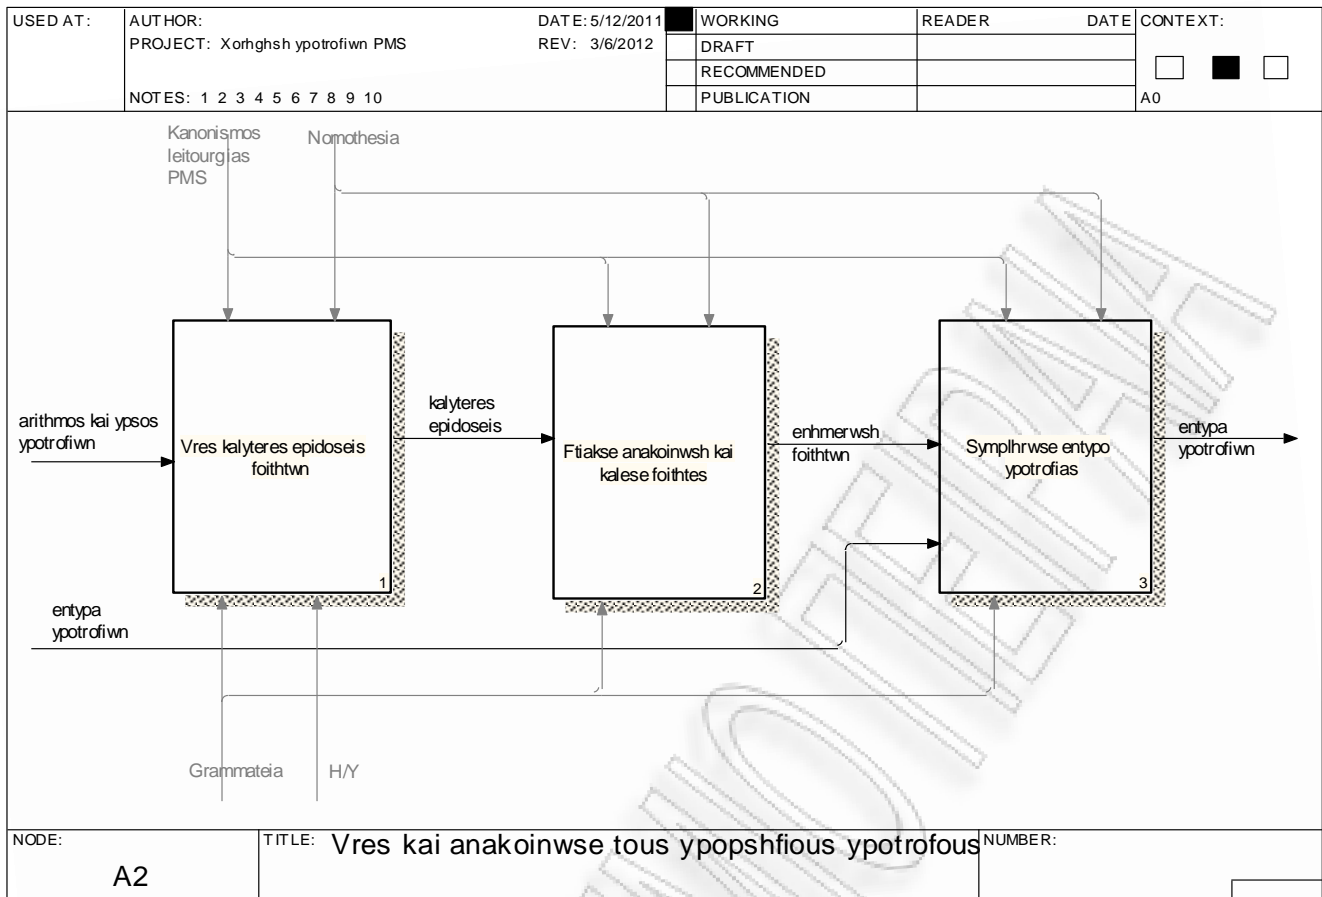 USED AT:
AUTHOR:
DATE: 5/12/2011
WORKING
READER
DATE
CONTEXT:
PROJECT: Xorhghsh ypotrofiwn PMS
REV: 3/6/2012
DRAFT
RECOMMENDED
NOTES: 1 2 3 4 5 6 7 8 9 10
PUBLICATION
A0
Kanonismos
leitourgias
PMS
Nomothesia
arithmos kai ypsos
ypotrofiwn
Vres kalyteres epidoseis
foithtwn
1
kalyteres
epidoseis
Ftiakse anakoinwsh kai
kalese foithtes
2
enhmerwsh
foithtwn
Symplhrwse entypo
ypotrofias
3
entypa
ypotrofiwn
entypa
ypotrofiwn
Grammateia
H/Y
NODE:
A2
TITLE: Vres kai anakoinwse tous ypopshfious ypotrofous
NUMBER: